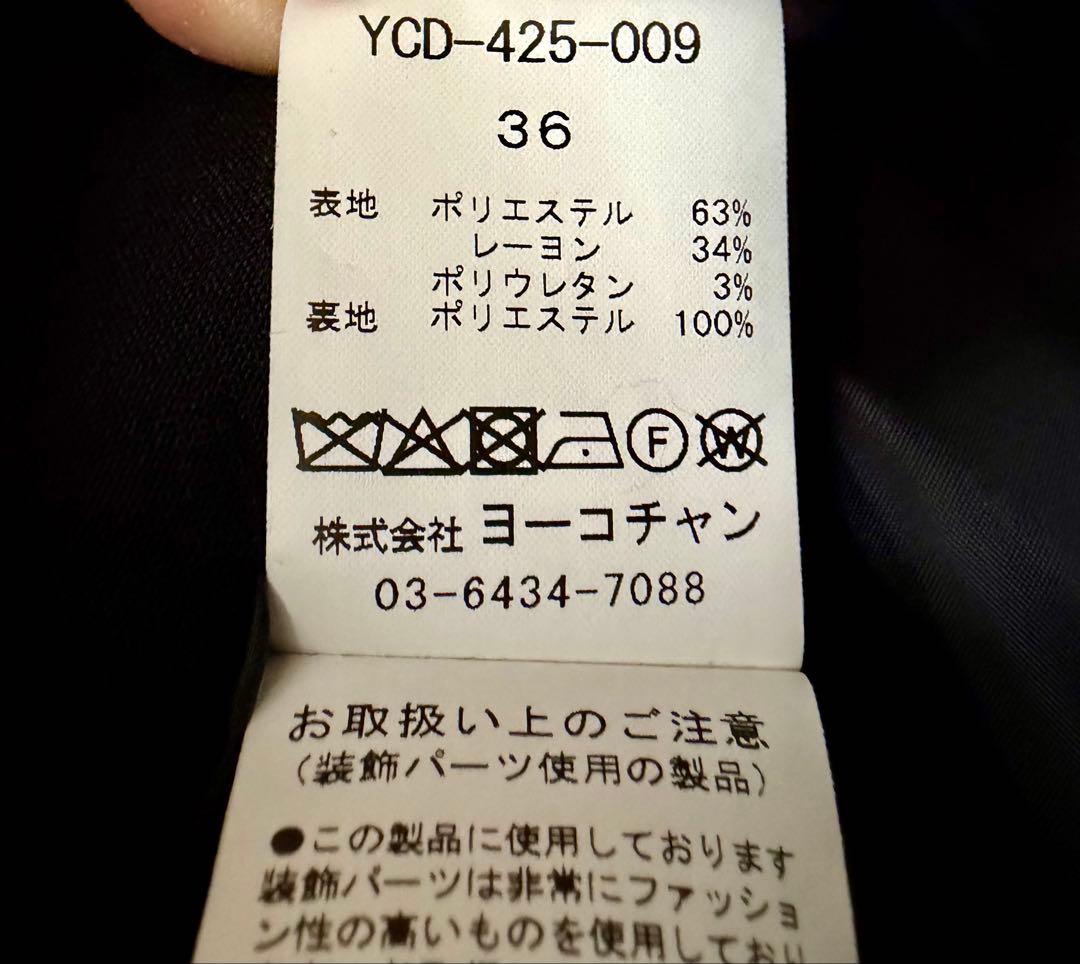 YCD-425-009
36
表地 ポリエステル 63%
レーヨン 34%
ポリウレタン 3%
裏地 ポリエステル 100%
F W
株式会社 ヨーコチャン
03-6434-7088
お取扱い上のご注意
(装飾パーツ使用の製品)
●この製品に使用しております
装飾パーツは非常にファッショ
ン性の高いものを使用しており